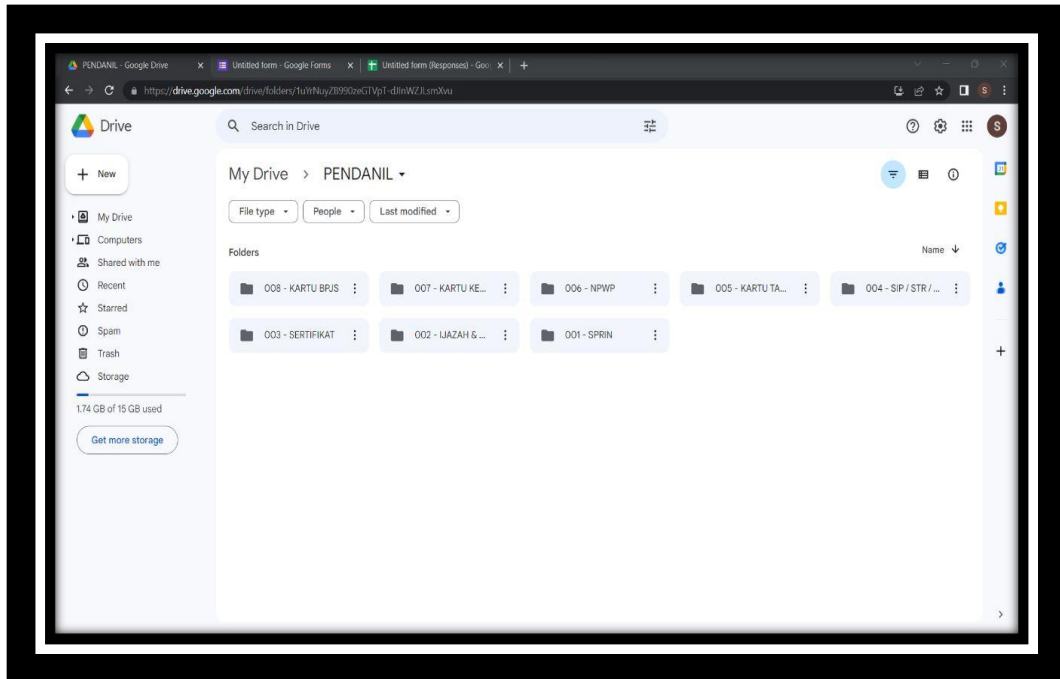 PENDANIL - Google Drive
Untitled form - Google Forms
Untitled form (Responses) - Goo
https://drive.google.com/drive/folders/
Drive
Search in Drive
S
New
My Drive > PENDANIL
File type
People
Last modified
My Drive
Computers
Shared with me
Recent
Starred
Spam
Trash
Storage
1.74 GB of 15 GB used
Get more storage
Folders
Name
008 - KARTU BPJS
007 - KARTU KE...
006 - NPWP
005 - KARTU TA...
004 - SIP / STR / ...
003 - SERTIFIKAT
002 - IJAZAH & ...
001 - SPRIN